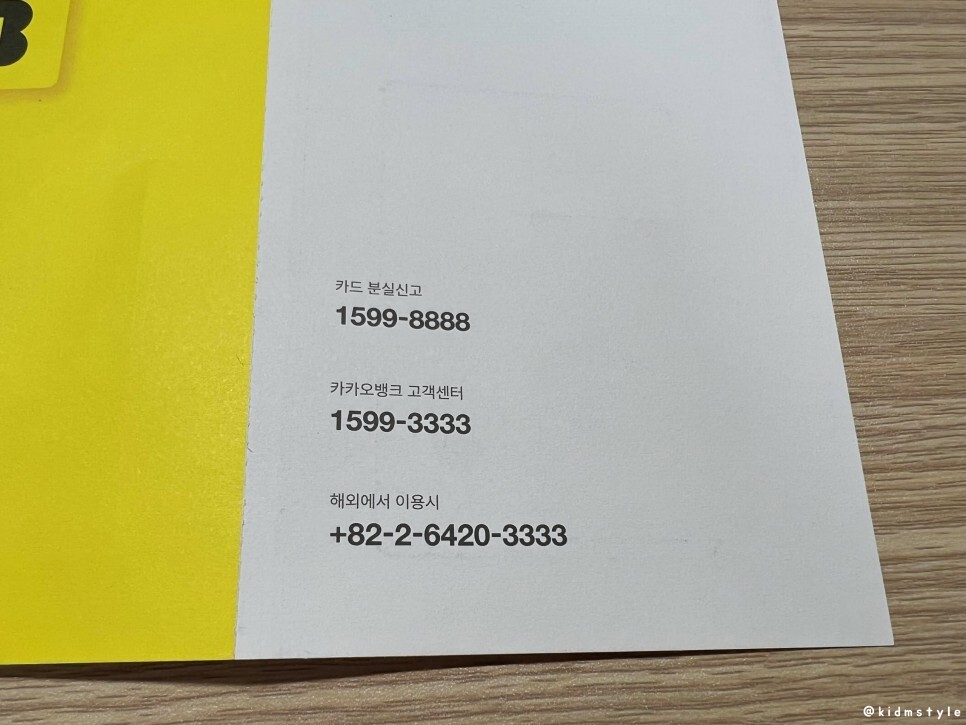 B
카드 분실신고
1599-8888
카카오뱅크 고객센터
1599-3333
해외에서 이용시
+82-2-6420-3333
@kidmstyle